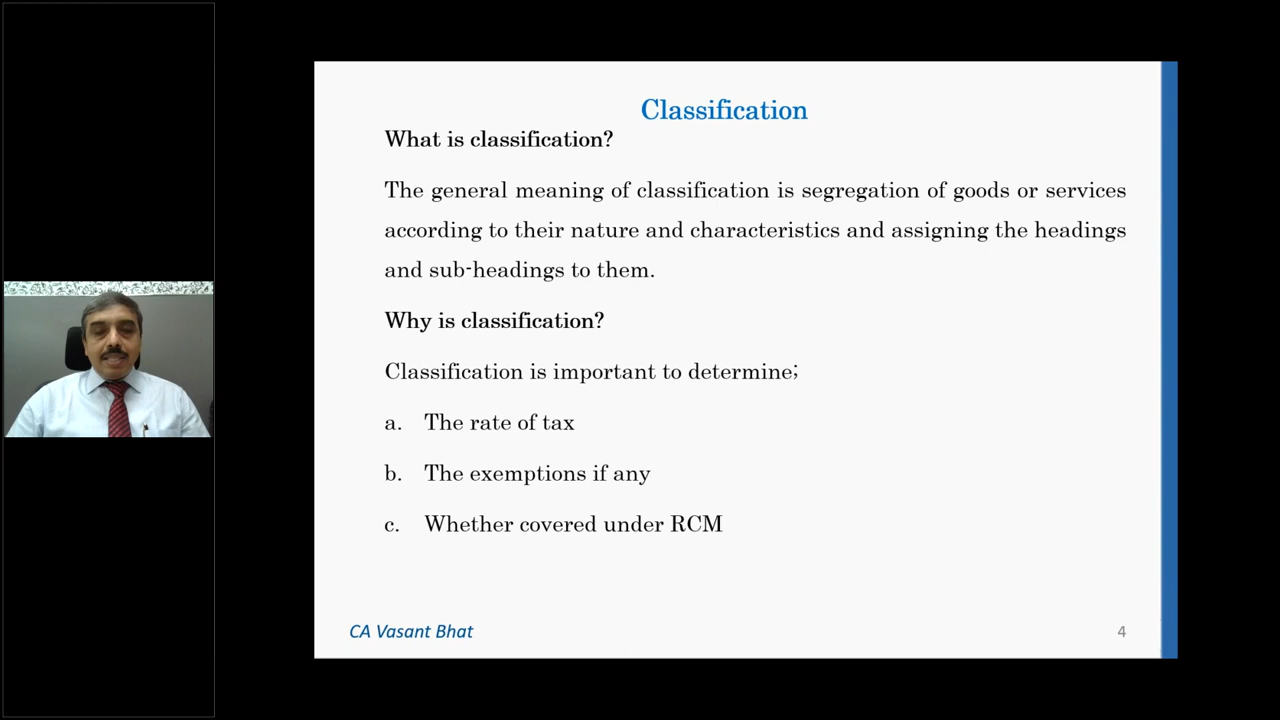 Classification
What is classification?
The general meaning of classification is segregation of goods or services
according to their nature and characteristics and assigning the headings
and sub-headings to them.
Why is classification?
Classification is important to determine;
a. The rate of tax
b. The exemptions if any
c. Whether covered under RCM
CA Vasant Bhat
4